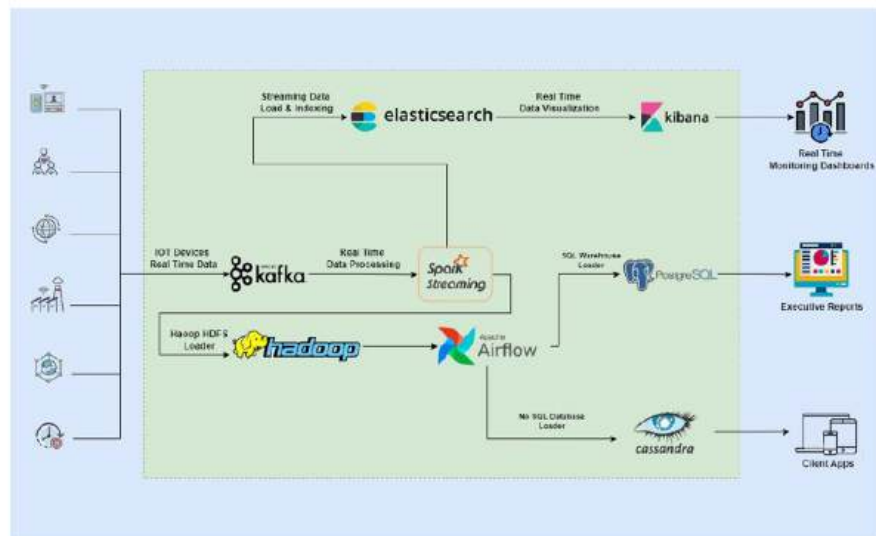 Streaming Data
Load & Indexing
elasticsearch
Real Time
Data Visualization
kibana
Real Time
Monitoring Dashboards
IOT Devices
Real Time Data
kafka
Real Time
Data Processing
Spark
Streaming
SQL Warehouse
Loader
PostgreSQL
Executive Reports
Haoop HDFS
Loader
hadoop
Apache
Airflow
No SQL Database
Loader
cassandra
Client Apps